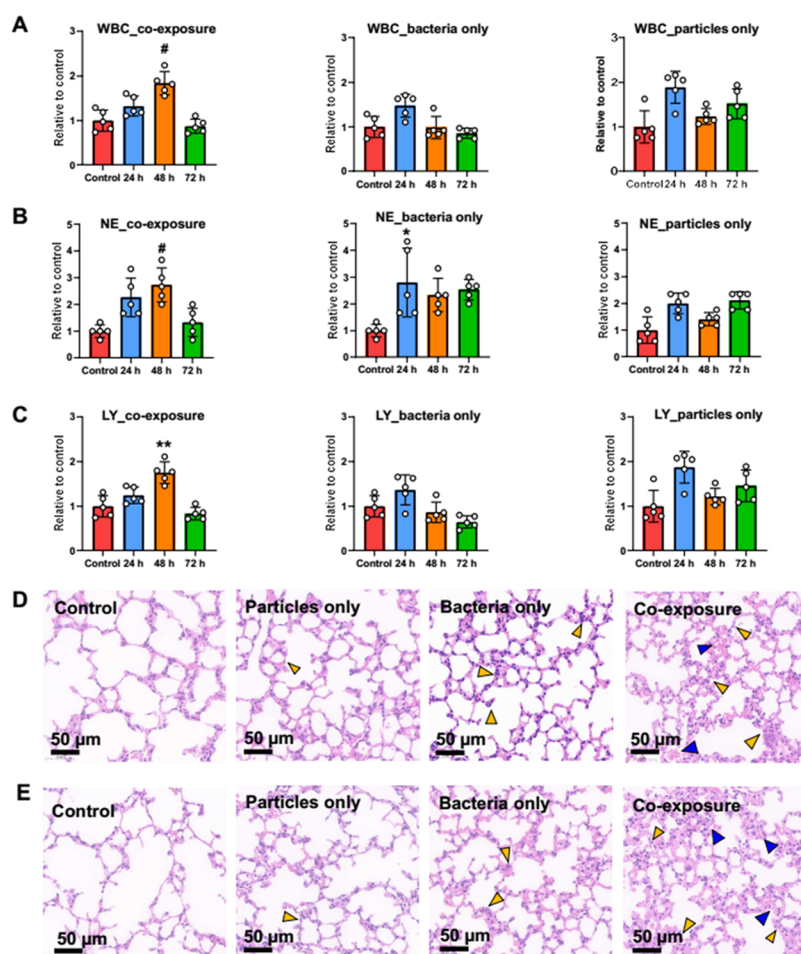 A
WBC_co-exposure
#
Relative to control
3
2
1
0
Control 24 h 48 h 72 h
WBC_bacteria only
Relative to control
3
2
1
0
Control 24 h 48 h 72 h
WBC_particles only
Relative to control
3
2
1
0
Control 24 h 48 h 72 h
B
NE_co-exposure
#
Relative to control
5
4
3
2
1
0
Control 24 h 48 h 72 h
NE_bacteria only
*
Relative to control
5
4
3
2
1
0
Control 24 h 48 h 72 h
NE_particles only
Relative to control
5
4
3
2
1
0
Control 24 h 48 h 72 h
C
LY_co-exposure
**
Relative to control
3
2
1
0
Control 24 h 48 h 72 h
LY_bacteria only
Relative to control
3
2
1
0
Control 24 h 48 h 72 h
LY_particles only
Relative to control
3
2
1
0
Control 24 h 48 h 72 h
D
Control
50 µm
Particles only
50 µm
Bacteria only
50 µm
Co-exposure
50 µm
E
Control
50 µm
Particles only
50 µm
Bacteria only
50 µm
Co-exposure
50 µm